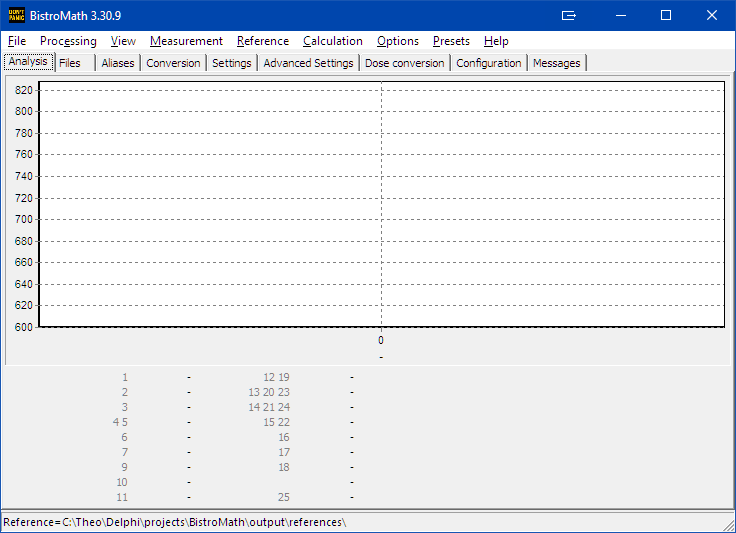 DON'T PANIC BistroMath 3.30.9
File Processing View Measurement Reference Calculation Options Presets Help
Analysis Files Aliases Conversion Settings Advanced Settings Dose conversion Configuration Messages
820
800
780
760
740
720
700
680
660
640
620
600
0
-
1 - 12 19 -
2 - 13 20 23 -
3 - 14 21 24 -
4 5 - 15 22 -
6 - 16 -
7 - 17 -
9 - 18 -
10 - -
11 - 25 -
Reference=C:\Theo\Delphi\projects\BistroMath\output\references\